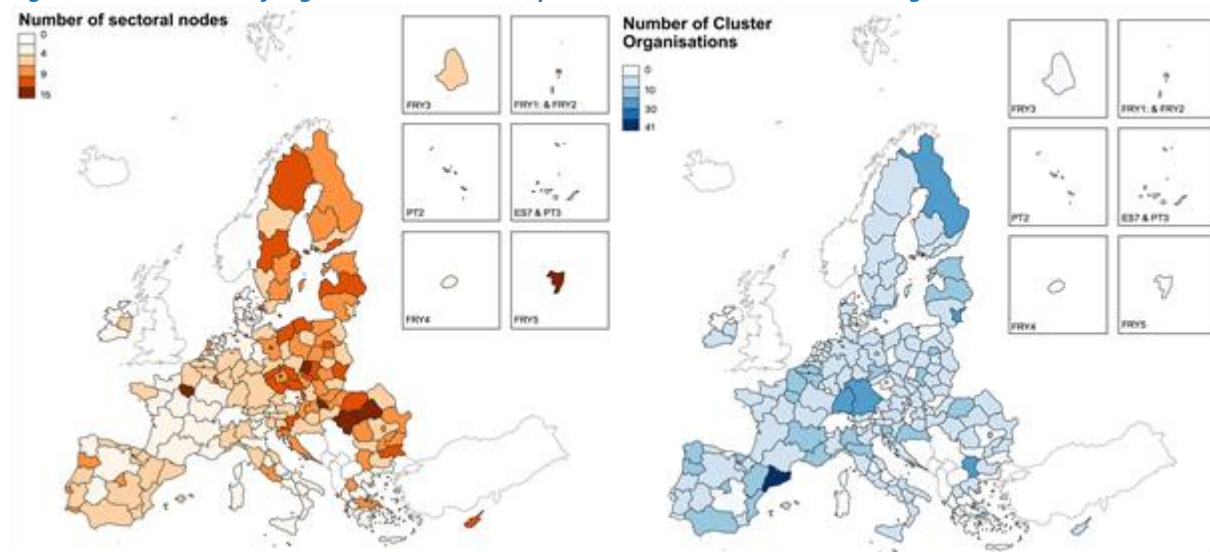 Number of sectoral nodes
0
4
9
15
FRY3
FRY1: & FRY2
PT2
ES7 & PT3
FRY4
FRY5
Number of Cluster
Organisations
0
10
30
41
FRY3
FRY1: & FRY2
PT2
ES7 & PT3
FRY4
FRY5